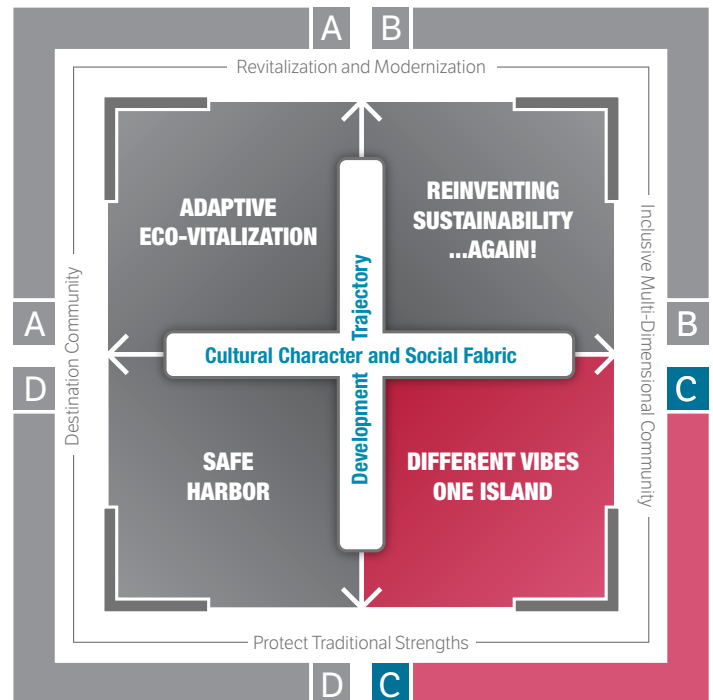 A B
Revitalization and Modernization
ADAPTIVE
ECO-VITALIZATION
REINVENTING
SUSTAINABILITY
...AGAIN!
A
B
Destination Community
Inclusive Multi-Dimensional Community
Development Trajectory
Cultural Character and Social Fabric
D
C
SAFE
HARBOR
DIFFERENT VIBES
ONE ISLAND
Protect Traditional Strengths
D C